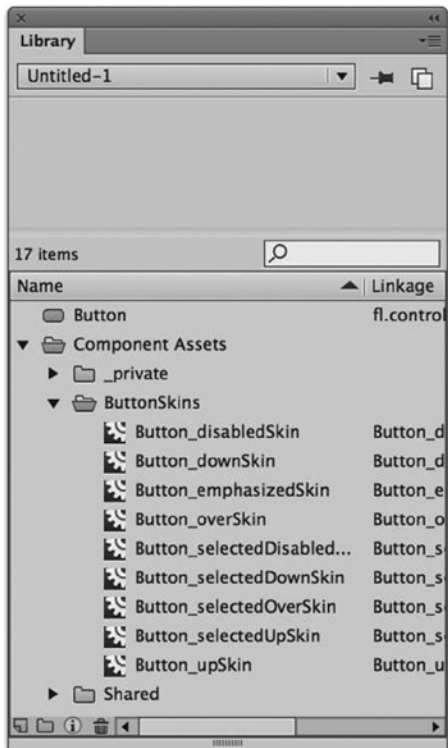 Library
Untitled-1
17 items
Name Linkage
Button fl.control
Component Assets
_private
ButtonSkins
Button_disabledSkin Button_d
Button_downSkin Button_d
Button_emphasizedSkin Button_e
Button_overSkin Button_o
Button_selectedDisabled... Button_s
Button_selectedDownSkin Button_s
Button_selectedOverSkin Button_s
Button_selectedUpSkin Button_s
Button_upSkin Button_u
Shared